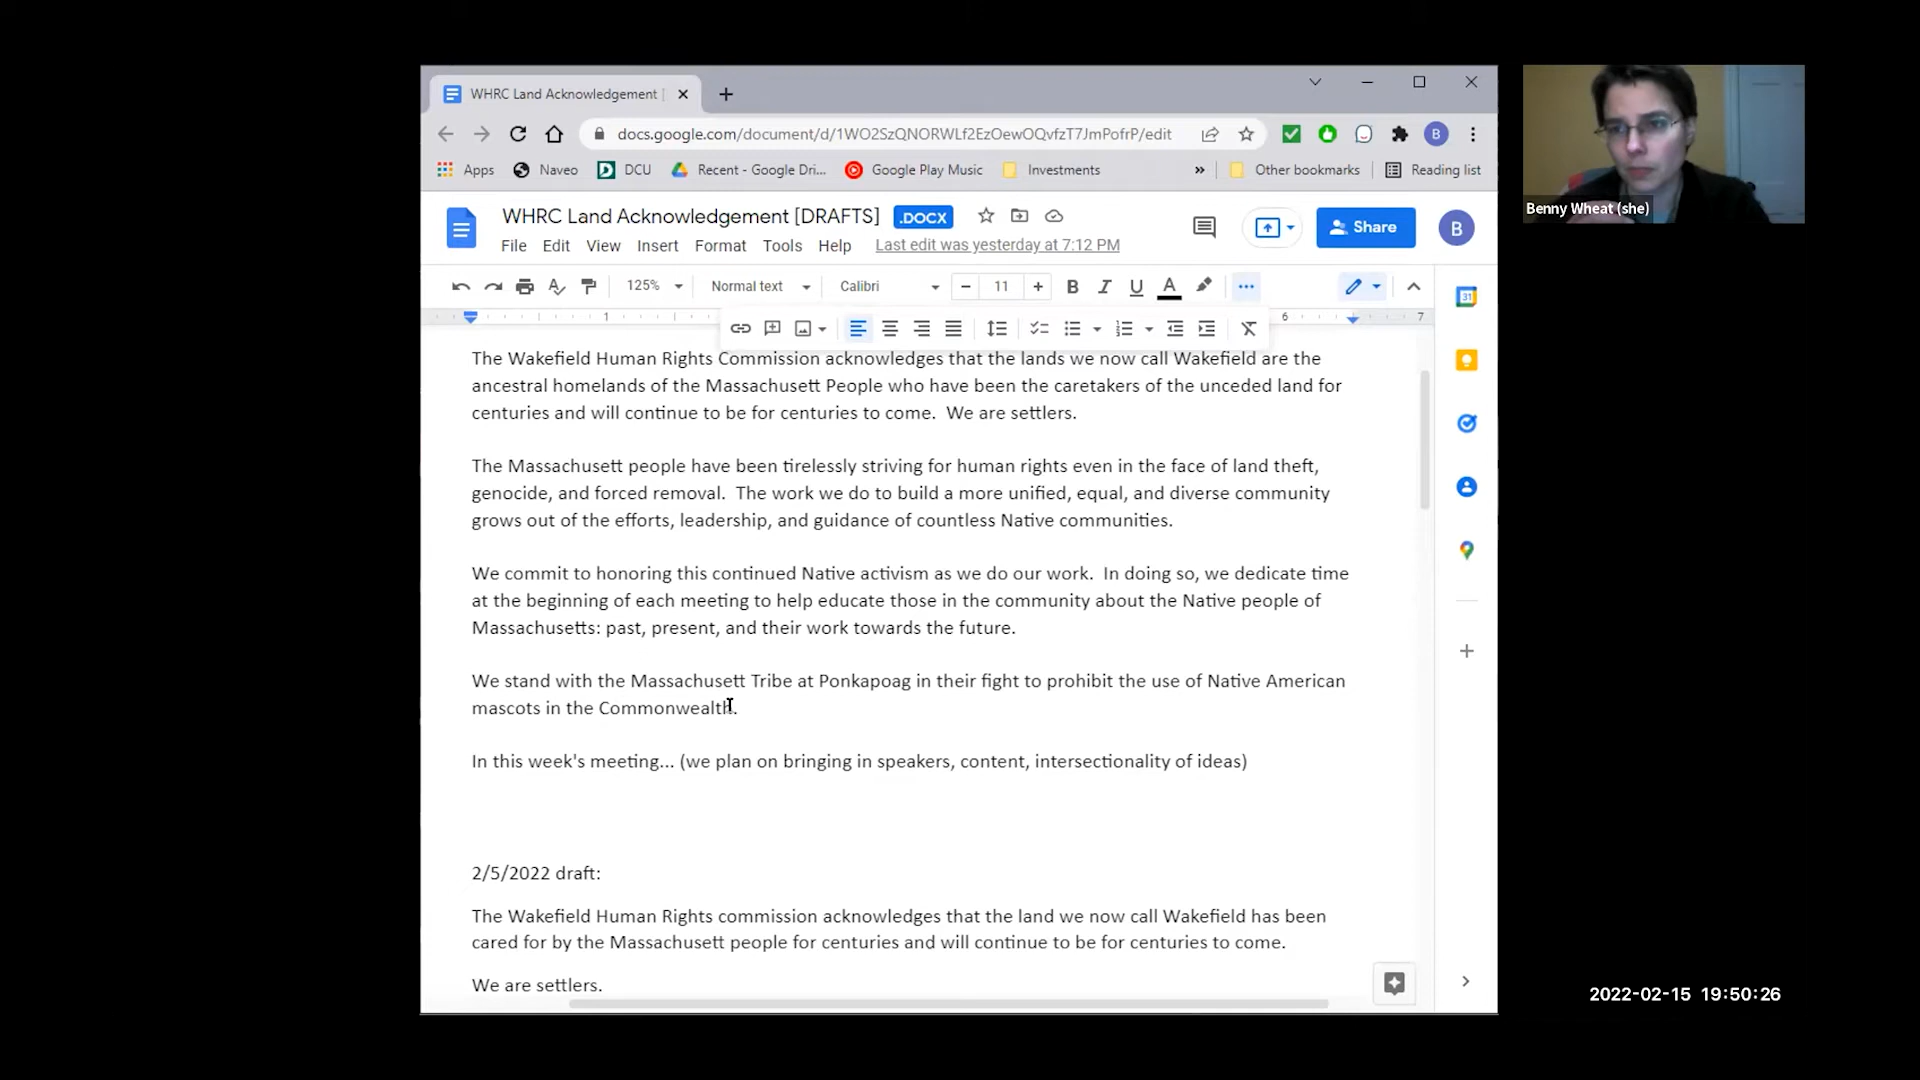 WHRC Land Acknowledgement [
docs.google.com/document/d/1WO2SzQNORWLf2EzOewOQvfzT7JmPofrP/edit
B
Apps
Naveo
DCU
Recent - Google Dri...
Google Play Music
Investments
»
Other bookmarks
Reading list
WHRC Land Acknowledgement [DRAFTS]
.DOCX
Share
B
File Edit View Insert Format Tools Help
Last edit was yesterday at 7:12 PM
125%
Normal text
Calibri
11
B I U A
31
1
6
7
The Wakefield Human Rights Commission acknowledges that the lands we now call Wakefield are the
ancestral homelands of the Massachusett People who have been the caretakers of the unceded land for
centuries and will continue to be for centuries to come. We are settlers.
The Massachusett people have been tirelessly striving for human rights even in the face of land theft,
genocide, and forced removal. The work we do to build a more unified, equal, and diverse community
grows out of the efforts, leadership, and guidance of countless Native communities.
We commit to honoring this continued Native activism as we do our work. In doing so, we dedicate time
at the beginning of each meeting to help educate those in the community about the Native people of
Massachusetts: past, present, and their work towards the future.
We stand with the Massachusett Tribe at Ponkapoag in their fight to prohibit the use of Native American
mascots in the Commonwealth.
In this week's meeting... (we plan on bringing in speakers, content, intersectionality of ideas)
2/5/2022 draft:
The Wakefield Human Rights commission acknowledges that the land we now call Wakefield has been
cared for by the Massachusett people for centuries and will continue to be for centuries to come.
We are settlers.
Benny Wheat (she)
2022-02-15 19:50:26